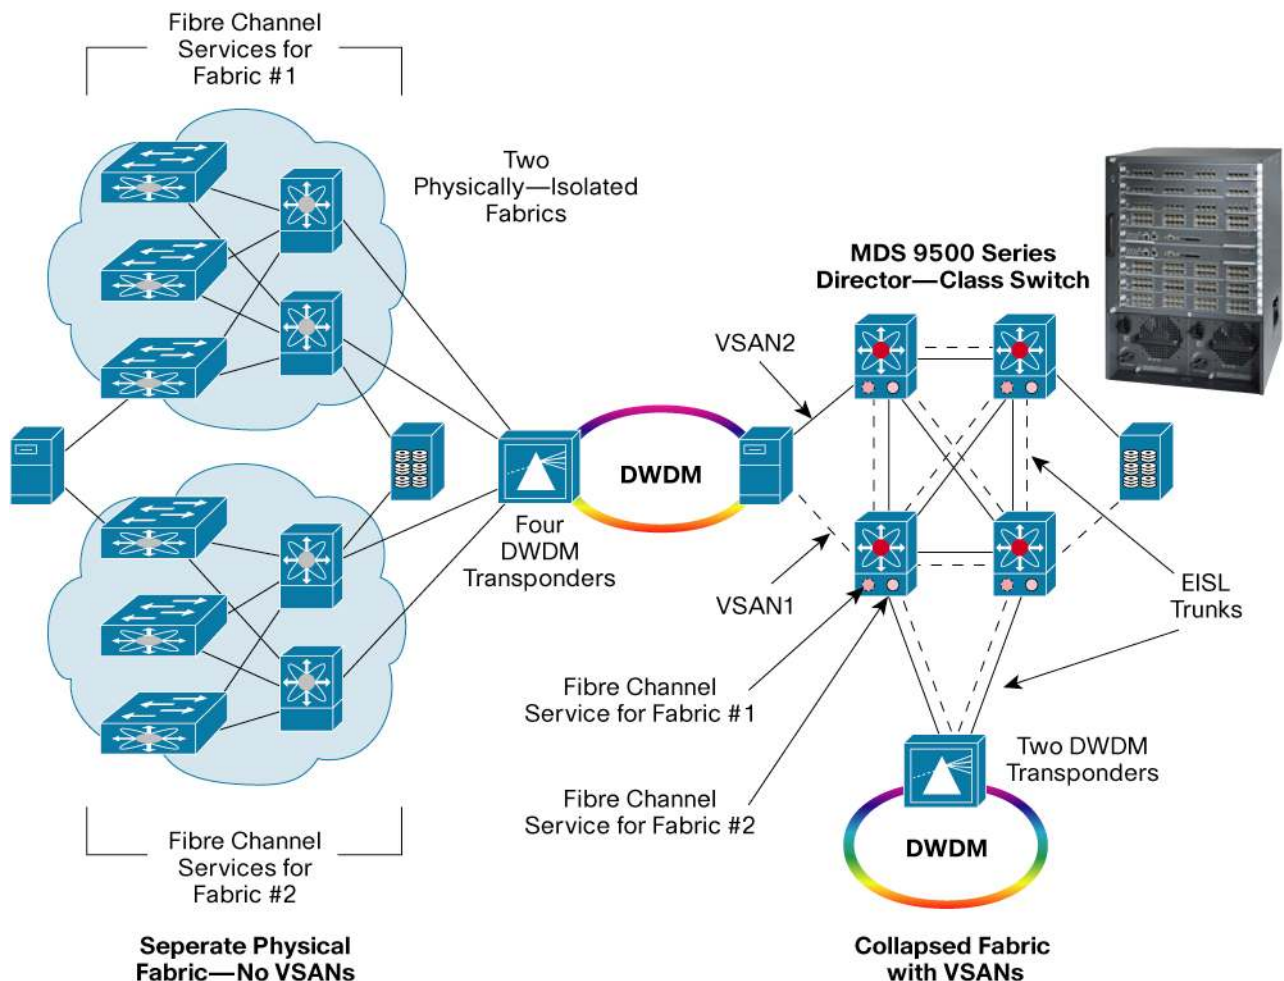 Fibre Channel
Services for
Fabric #1
Two
Physically—Isolated
Fabrics
MDS 9500 Series
Director—Class Switch
VSAN2
DWDM
Four
DWDM
Transponders
VSAN1
EISL
Trunks
Fibre Channel
Service for Fabric #1
Two DWDM
Transponders
Fibre Channel
Service for Fabric #2
DWDM
Fibre Channel
Services for
Fabric #2
Seperate Physical
Fabric—No VSANs
Collapsed Fabric
with VSANs